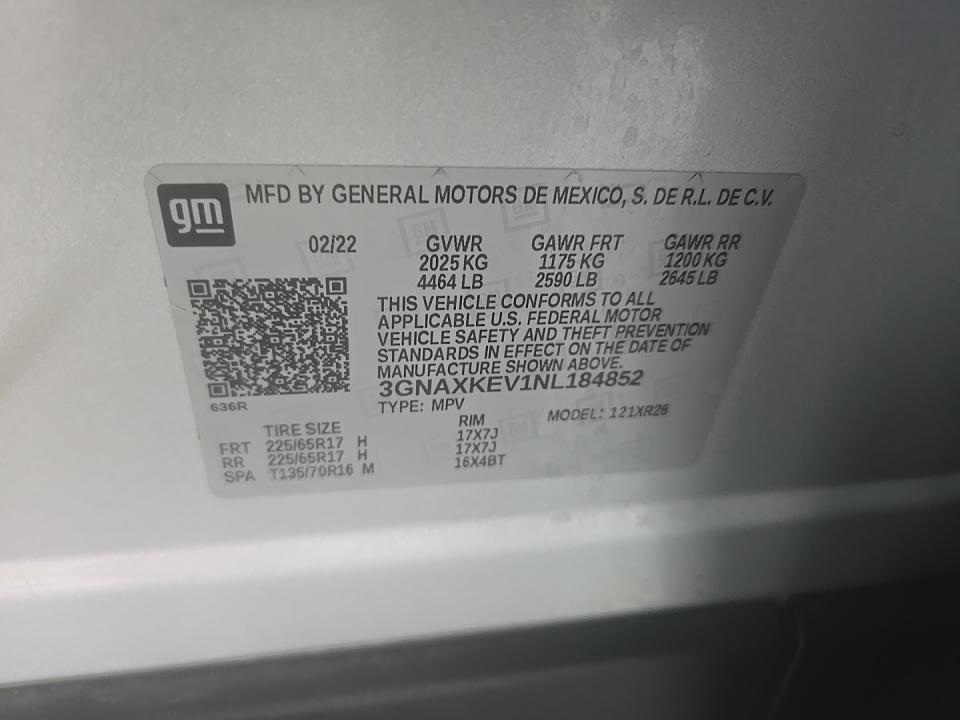 gm
MFD BY GENERAL MOTORS DE MEXICO, S. DE R.L. DE C.V.
02/22 GVWR GAWR FRT GAWR RR
2025 KG 1175 KG 1200 KG
4464 LB 2590 LB 2645 LB
THIS VEHICLE CONFORMS TO ALL
APPLICABLE U.S. FEDERAL MOTOR
VEHICLE SAFETY AND THEFT PREVENTION
STANDARDS IN EFFECT ON THE DATE OF
MANUFACTURE SHOWN ABOVE.
3GNAXKEV1NL184852
636R
TYPE: MPV MODEL: 121XR26
TIRE SIZE RIM
FRT 225/65R17 H 17X7J
RR 225/65R17 H 17X7J
SPA T135/70R16 M 16X4BT